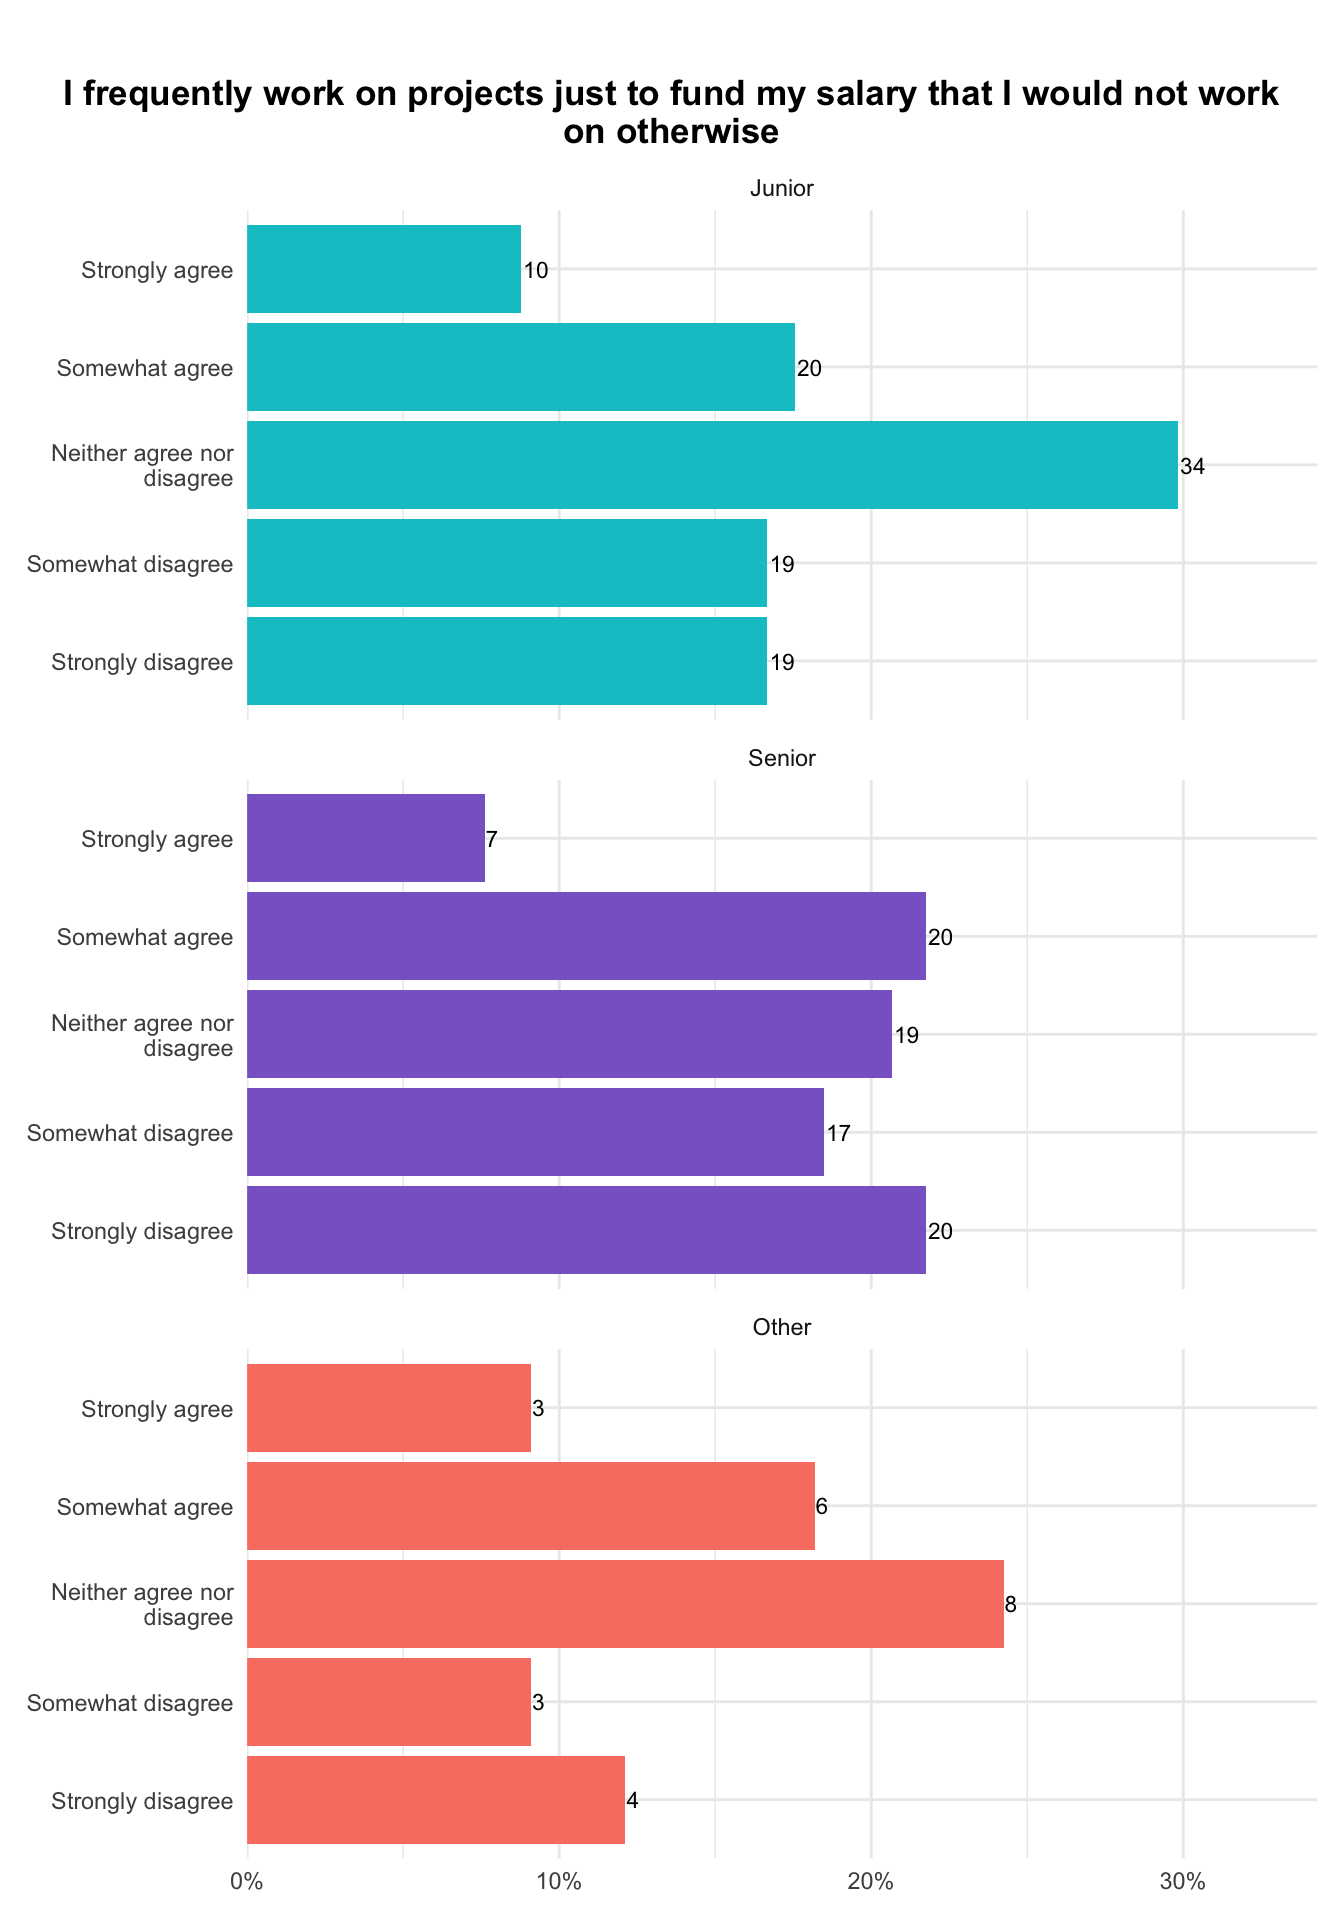 I frequently work on projects just to fund my salary that I would not work
on otherwise
Junior
Strongly agree
10
Somewhat agree
20
Neither agree nor
disagree
34
Somewhat disagree
19
Strongly disagree
19
Senior
Strongly agree
7
Somewhat agree
20
Neither agree nor
disagree
19
Somewhat disagree
17
Strongly disagree
20
Other
Strongly agree
3
Somewhat agree
6
Neither agree nor
disagree
8
Somewhat disagree
3
Strongly disagree
4
0% 10% 20% 30%